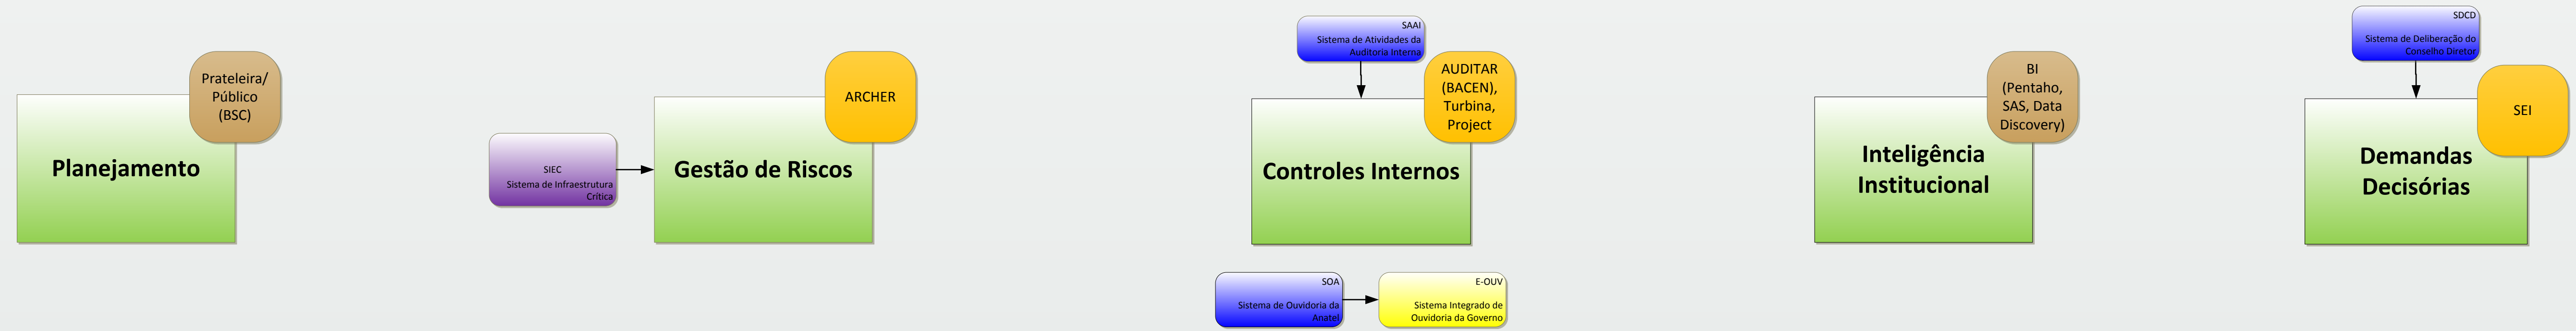 Prateleira/
Público
(BSC)
Planejamento
SIEC
Sistema de Infraestrutura
Crítica
ARCHER
Gestão de Riscos
SAAI
Sistema de Atividades da
Auditoria Interna
AUDITAR
(BACEN),
Turbina,
Project
Controles Internos
SOA
Sistema de Ouvidoria da
Anatel
E-OUV
Sistema Integrado de
Ouvidoria da Governo
BI
(Pentaho,
SAS, Data
Discovery)
Inteligência
Institucional
SDCD
Sistema de Deliberação do
Conselho Diretor
SEI
Demandas
Decisórias